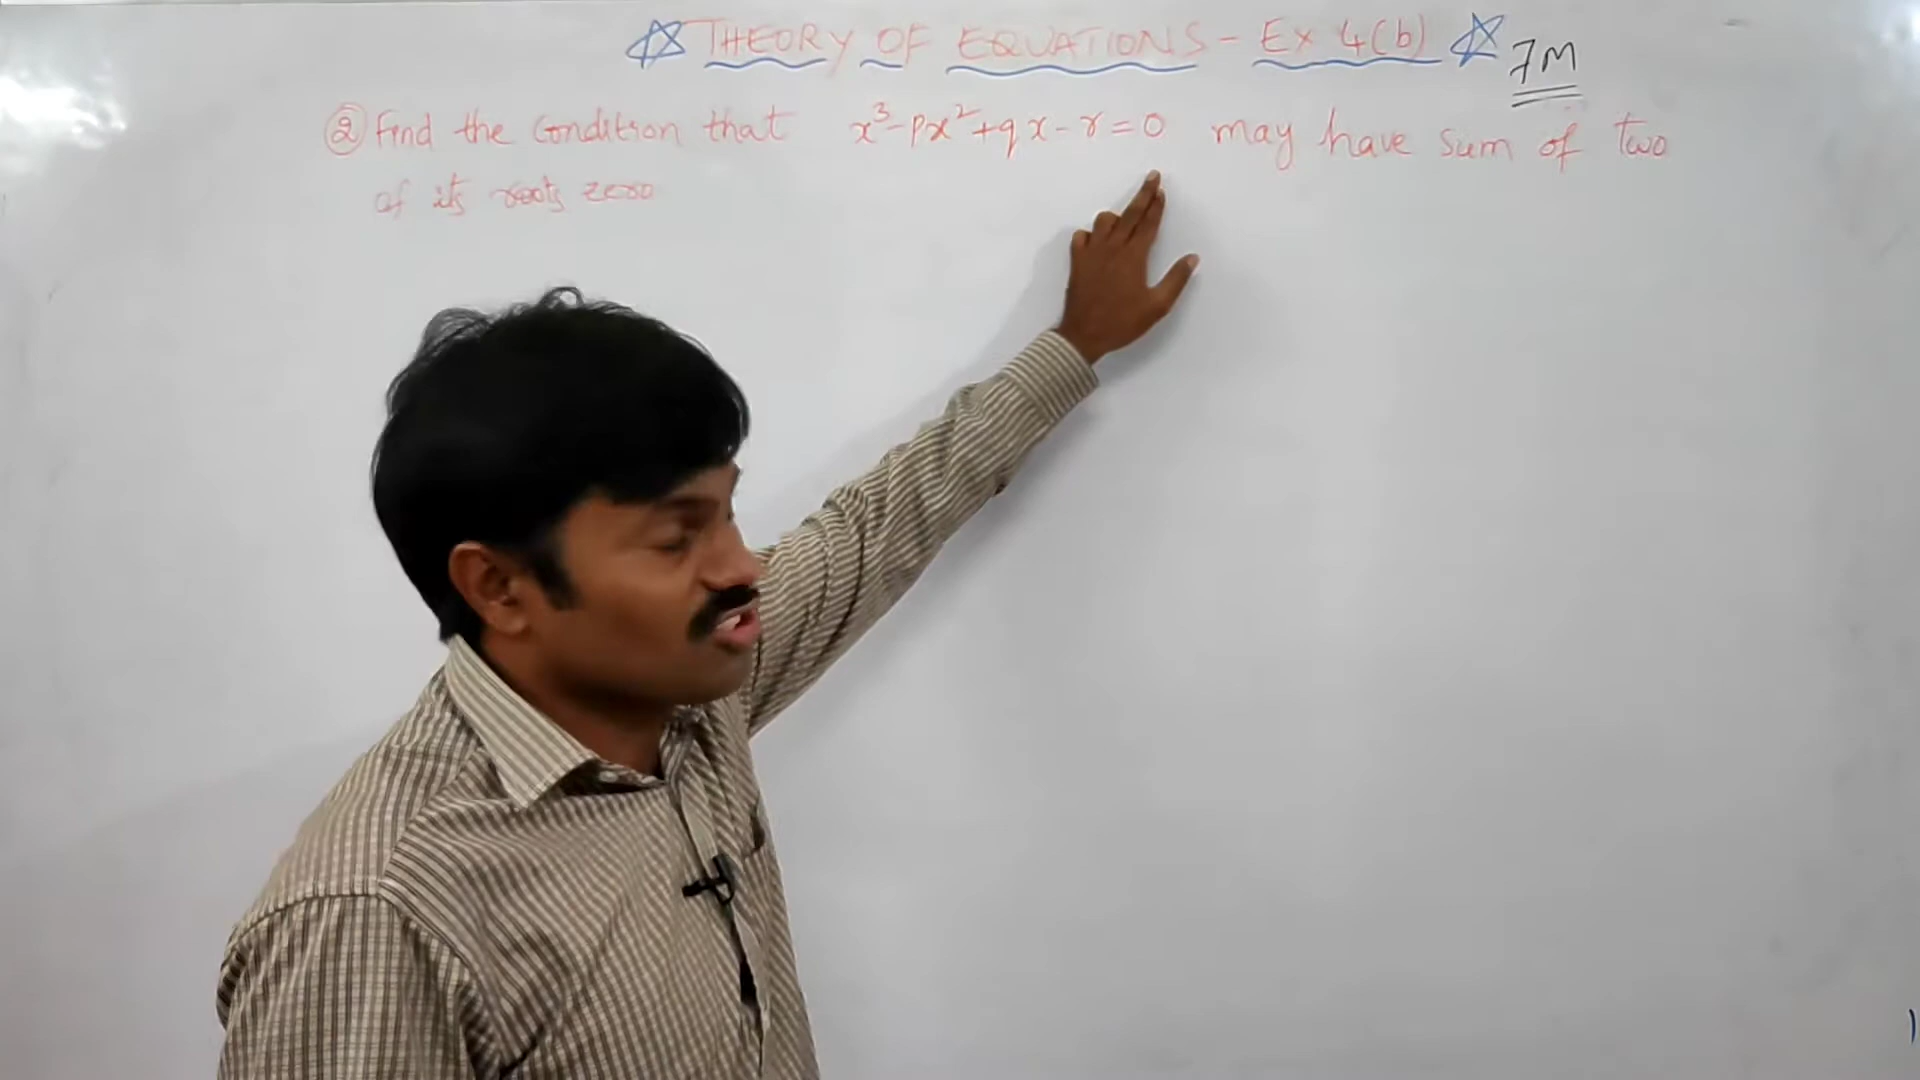 THEORY OF EQUATIONS - Ex 4(b) 7M
② Find the condition that x³-px²+qx-r=0 may have sum of two
of its roots zero